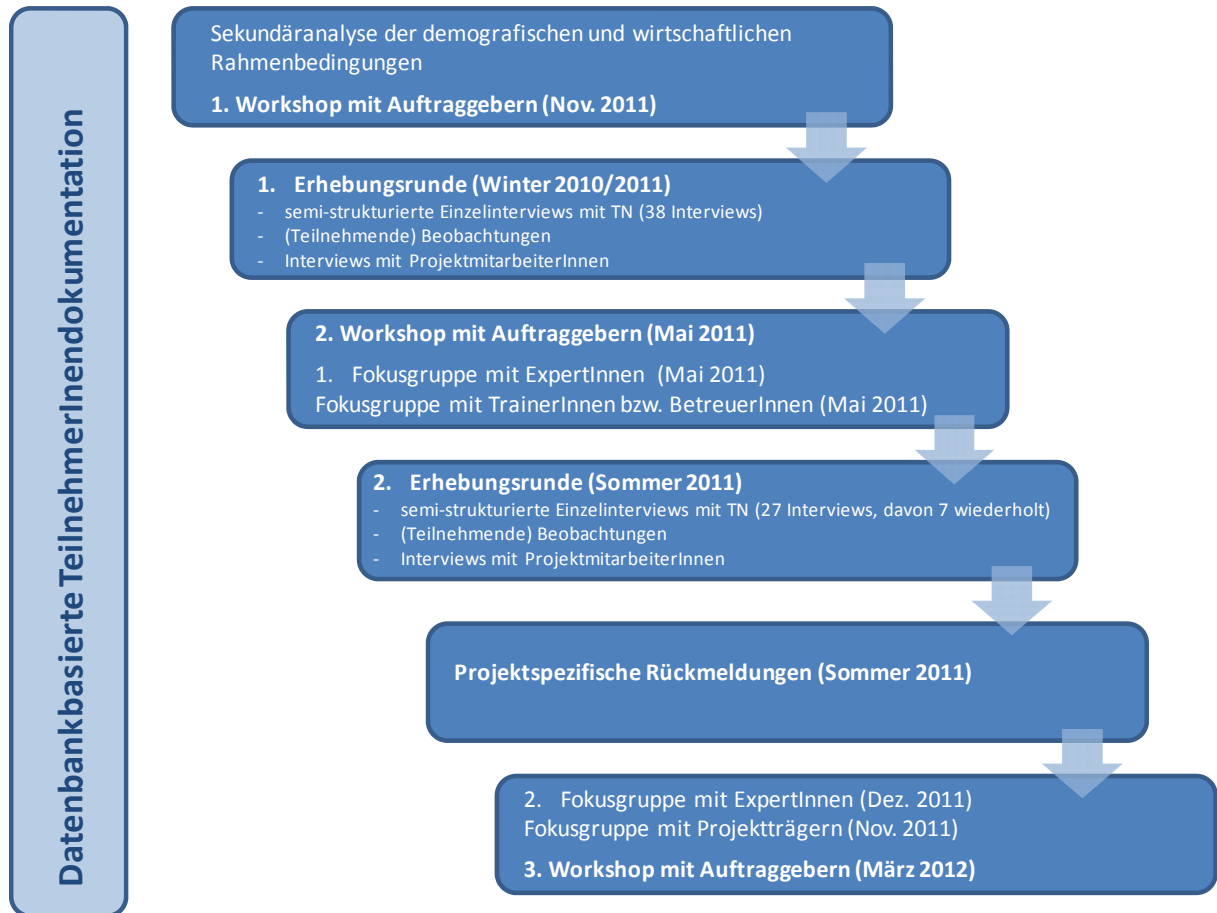 Datenbankbasierte TeilnehmerInendokumentation
Sekundäranalyse der demografischen und wirtschaftlichen
Rahmenbedingungen
1. Workshop mit Auftraggebern (Nov. 2011)
1. Erhebungsrunde (Winter 2010/2011)
- semi-strukturierte Einzelinterviews mit TN (38 Interviews)
- (Teilnehmende) Beobachtungen
- Interviews mit ProjektmitarbeiterInnen
2. Workshop mit Auftraggebern (Mai 2011)
1. Fokusgruppe mit ExpertInnen (Mai 2011)
Fokusgruppe mit TrainerInnen bzw. BetreuerInnen (Mai 2011)
2. Erhebungsrunde (Sommer 2011)
- semi-strukturierte Einzelinterviews mit TN (27 Interviews, davon 7 wiederholt)
- (Teilnehmende) Beobachtungen
- Interviews mit ProjektmitarbeiterInnen
Projektspezifische Rückmeldungen (Sommer 2011)
2. Fokusgruppe mit ExpertInnen (Dez. 2011)
Fokusgruppe mit Projektträgern (Nov. 2011)
3. Workshop mit Auftraggebern (März 2012)